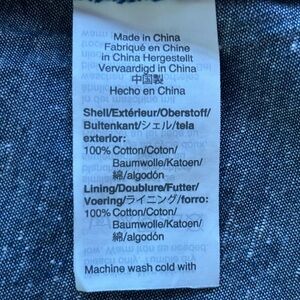 Made in China
Fabriqué en Chine
in China Hergestellt
Vervaardigd in China
中国製
Hecho en China
Shell/Extérieur/Oberstoff/
Buitenkant/シェル/tela
exterior:
100% Cotton/Coton/
Baumwolle/Katoen/
綿/algodón
Lining/Doublure/Futter/
Voering/ライニング/forro:
100% Cotton/Coton/
Baumwolle/Katoen/
綿/algodón
Machine wash cold with